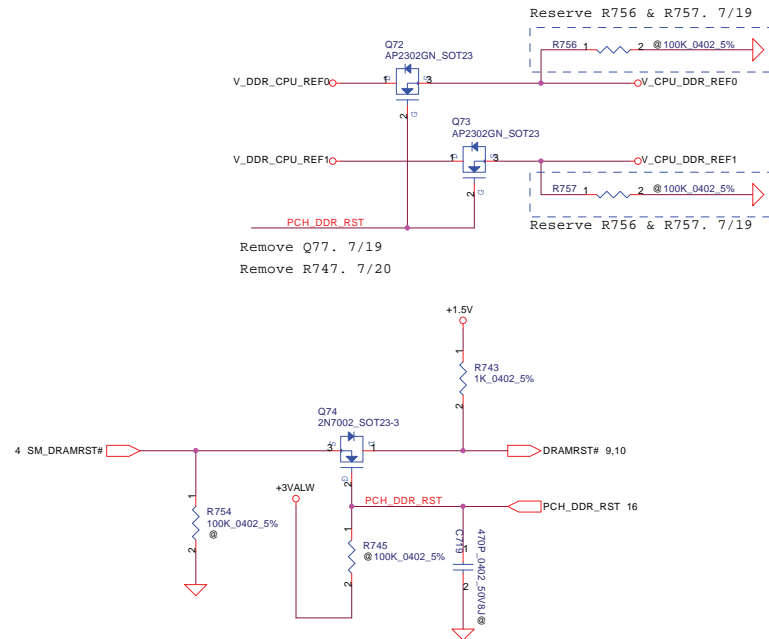 Reserve R756 & R757. 7/19
Q72
AP2302GN_SOT23
R756 1 2 @100K_0402_5%
V_DDR_CPU_REF0 1 D S 3 V_CPU_DDR_REF0
2 G
Q73
AP2302GN_SOT23
V_DDR_CPU_REF1 1 D S 3 V_CPU_DDR_REF1
2 G
R757 1 2 @100K_0402_5%
PCH_DDR_RST
Reserve R756 & R757. 7/19
Remove Q77. 7/19
Remove R747. 7/20
+1.5V
1
R743
1K_0402_5%
2
Q74
2N7002_SOT23-3
4 SM_DRAMRST# 3 S D 1 DRAMRST# 9,10
G
2
+3VALW
PCH_DDR_RST
PCH_DDR_RST 16
1
R754
100K_0402_5%
@
2
1
R745
@100K_0402_5%
2
1
C719
470P_0402_50V8J@
2